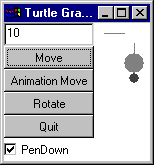 Turtle Gra...
10
Move
Animation Move
Rotate
Quit
PenDown